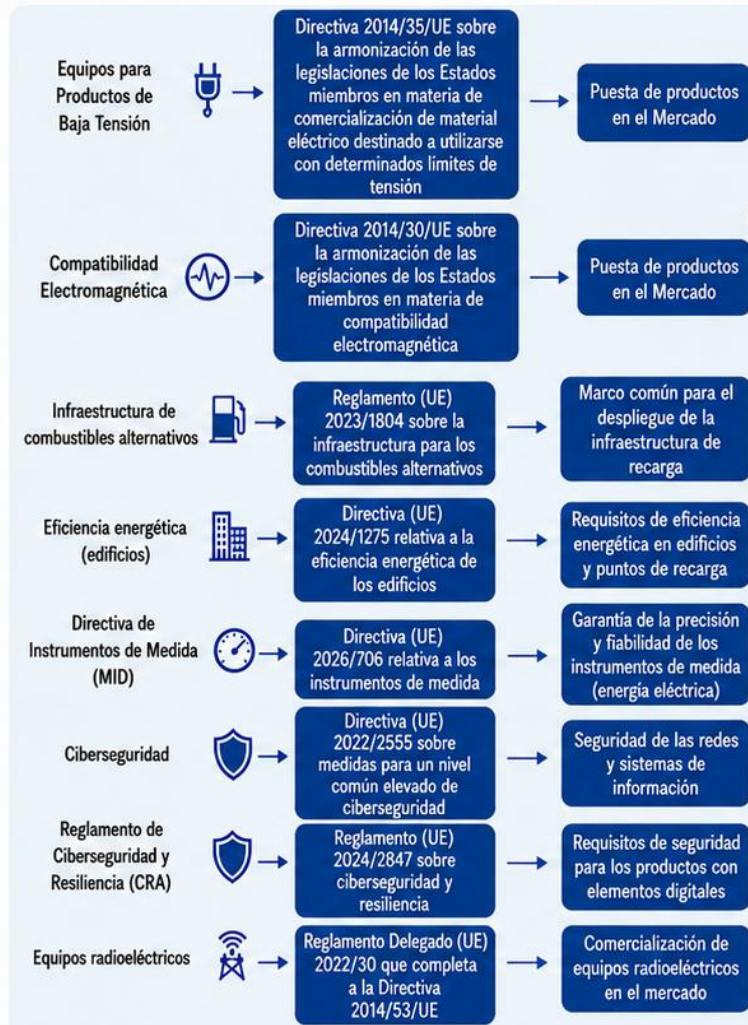 Equipos para
Productos de
Baja Tensión
Directiva 2014/35/UE sobre
la armonización de las
legislaciones de los Estados
miembros en materia de
comercialización de material
eléctrico destinado a utilizarse
con determinados limites de
tensión
Puesta de productos
en el Mercado
Compatibilidad
Electromagnética
Directiva 2014/30/UE sobre
la armonización de las
legislaciones de los Estados
miembros en materia de
compatibilidad
electromagnética
Puesta de productos
en el Mercado
Infraestructura de
combustibles alternativos
Reglamento (UE)
2023/1804 sobre la
infraestructura para los
combustibles alternativos
Marco común para el
despliegue de la
infraestructura de
recarga
Eficiencia energética
(edificios)
Directiva (UE)
2024/1275 relativa a la
eficiencia energética de
los edificios
Requisitos de eficiencia
energética en edificios
y puntos de recarga
Directiva de
Instrumentos de Medida
(MID)
Directiva (UE)
2026/706 relativa a los
instrumentos de medida
Garantía de la precisión
y fiabilidad de los
instrumentos de medida
(energía eléctrica)
Ciberseguridad
Directiva (UE)
2022/2555 sobre
medidas para un nivel
común elevado de
ciberseguridad
Seguridad de las redes
y sistemas de
información
Reglamento de
Ciberseguridad y
Resiliencia (CRA)
Reglamento (UE)
2024/2847 sobre
ciberseguridad y
resiliencia
Requisitos de seguridad
para los productos con
elementos digitales
Equipos radioeléctricos
Reglamento Delegado (UE)
2022/30 que completa
a la Directiva
2014/53/UE
Comercialización de
equipos radioeléctricos
en el mercado